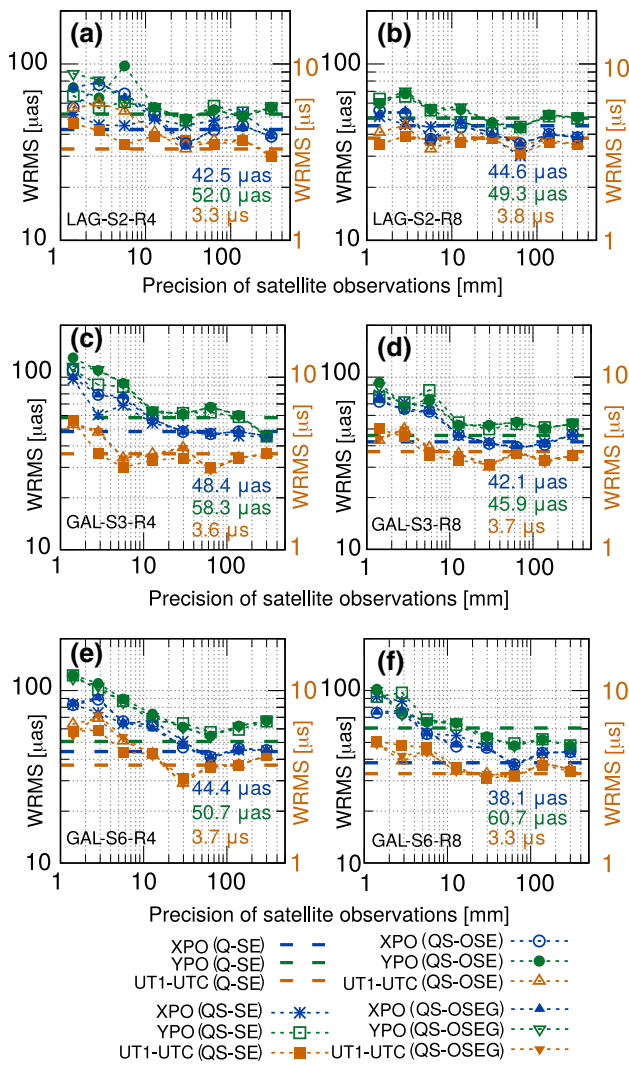 (a) (b)
100 10 100 10
WRMS [μas] WRMS [μs] WRMS [μas] WRMS [μs]
42.5 μas 44.6 μas
52.0 μas 49.3 μas
LAG-S2-R4 3.3 μs LAG-S2-R8 3.8 μs
10 1 10 1
1 10 100 1 10 100
Precision of satellite observations [mm]
(c) (d)
100 10 100 10
WRMS [μas] WRMS [μs] WRMS [μas] WRMS [μs]
48.4 μas 42.1 μas
58.3 μas 45.9 μas
GAL-S3-R4 3.6 μs GAL-S3-R8 3.7 μs
10 1 10 1
1 10 100 1 10 100
Precision of satellite observations [mm]
(e) (f)
100 10 100 10
WRMS [μas] WRMS [μs] WRMS [μas] WRMS [μs]
44.4 μas 38.1 μas
50.7 μas 60.7 μas
GAL-S6-R4 3.7 μs GAL-S6-R8 3.3 μs
10 1 10 1
1 10 100 1 10 100
Precision of satellite observations [mm]
XPO (Q-SE) XPO (QS-OSE)
YPO (Q-SE) YPO (QS-OSE)
UT1-UTC (Q-SE) UT1-UTC (QS-OSE)
XPO (QS-SE) XPO (QS-OSEG)
YPO (QS-SE) YPO (QS-OSEG)
UT1-UTC (QS-SE) UT1-UTC (QS-OSEG)